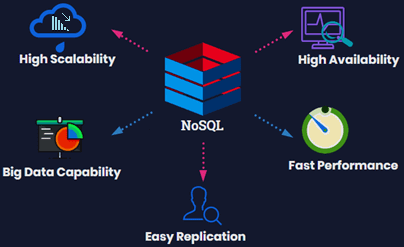 High Scalability
High Availability
NoSQL
Big Data Capability
Fast Performance
Easy Replication